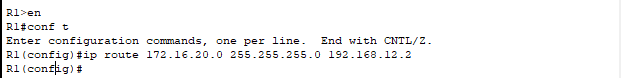 R1>en
R1#conf t
Enter configuration commands, one per line.  End with CNTL/Z.
R1(config)#ip route 172.16.20.0 255.255.255.0 192.168.12.2
R1(config)#